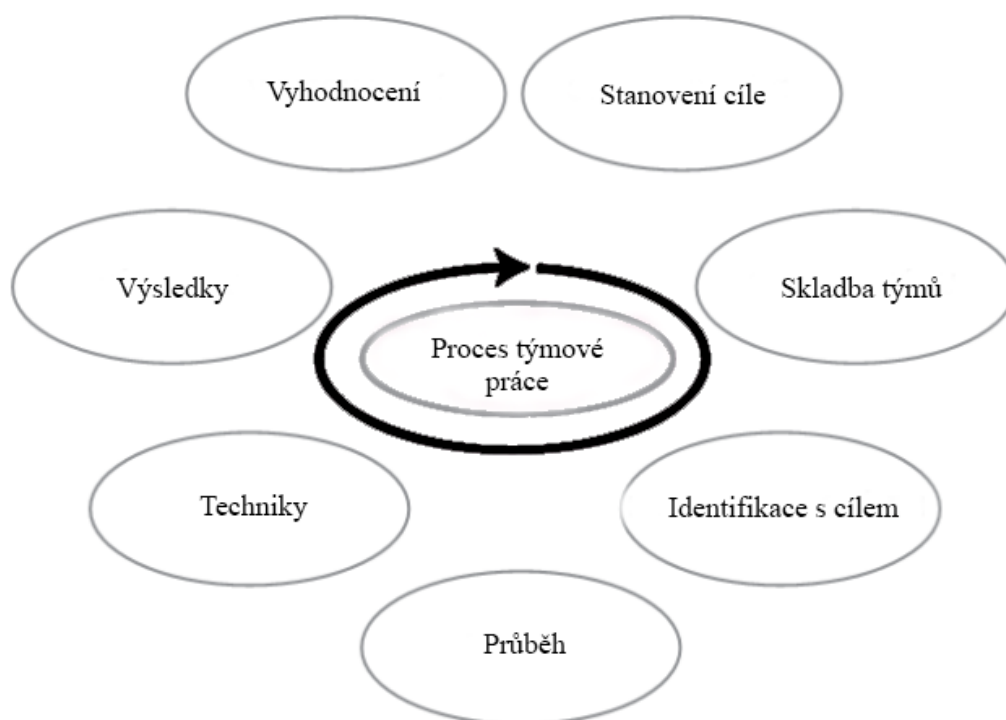 Vyhodnocení
Stanovení cíle
Výsledky
Skladba týmů
Proces týmové
práce
Techniky
Identifikace s cílem
Průběh